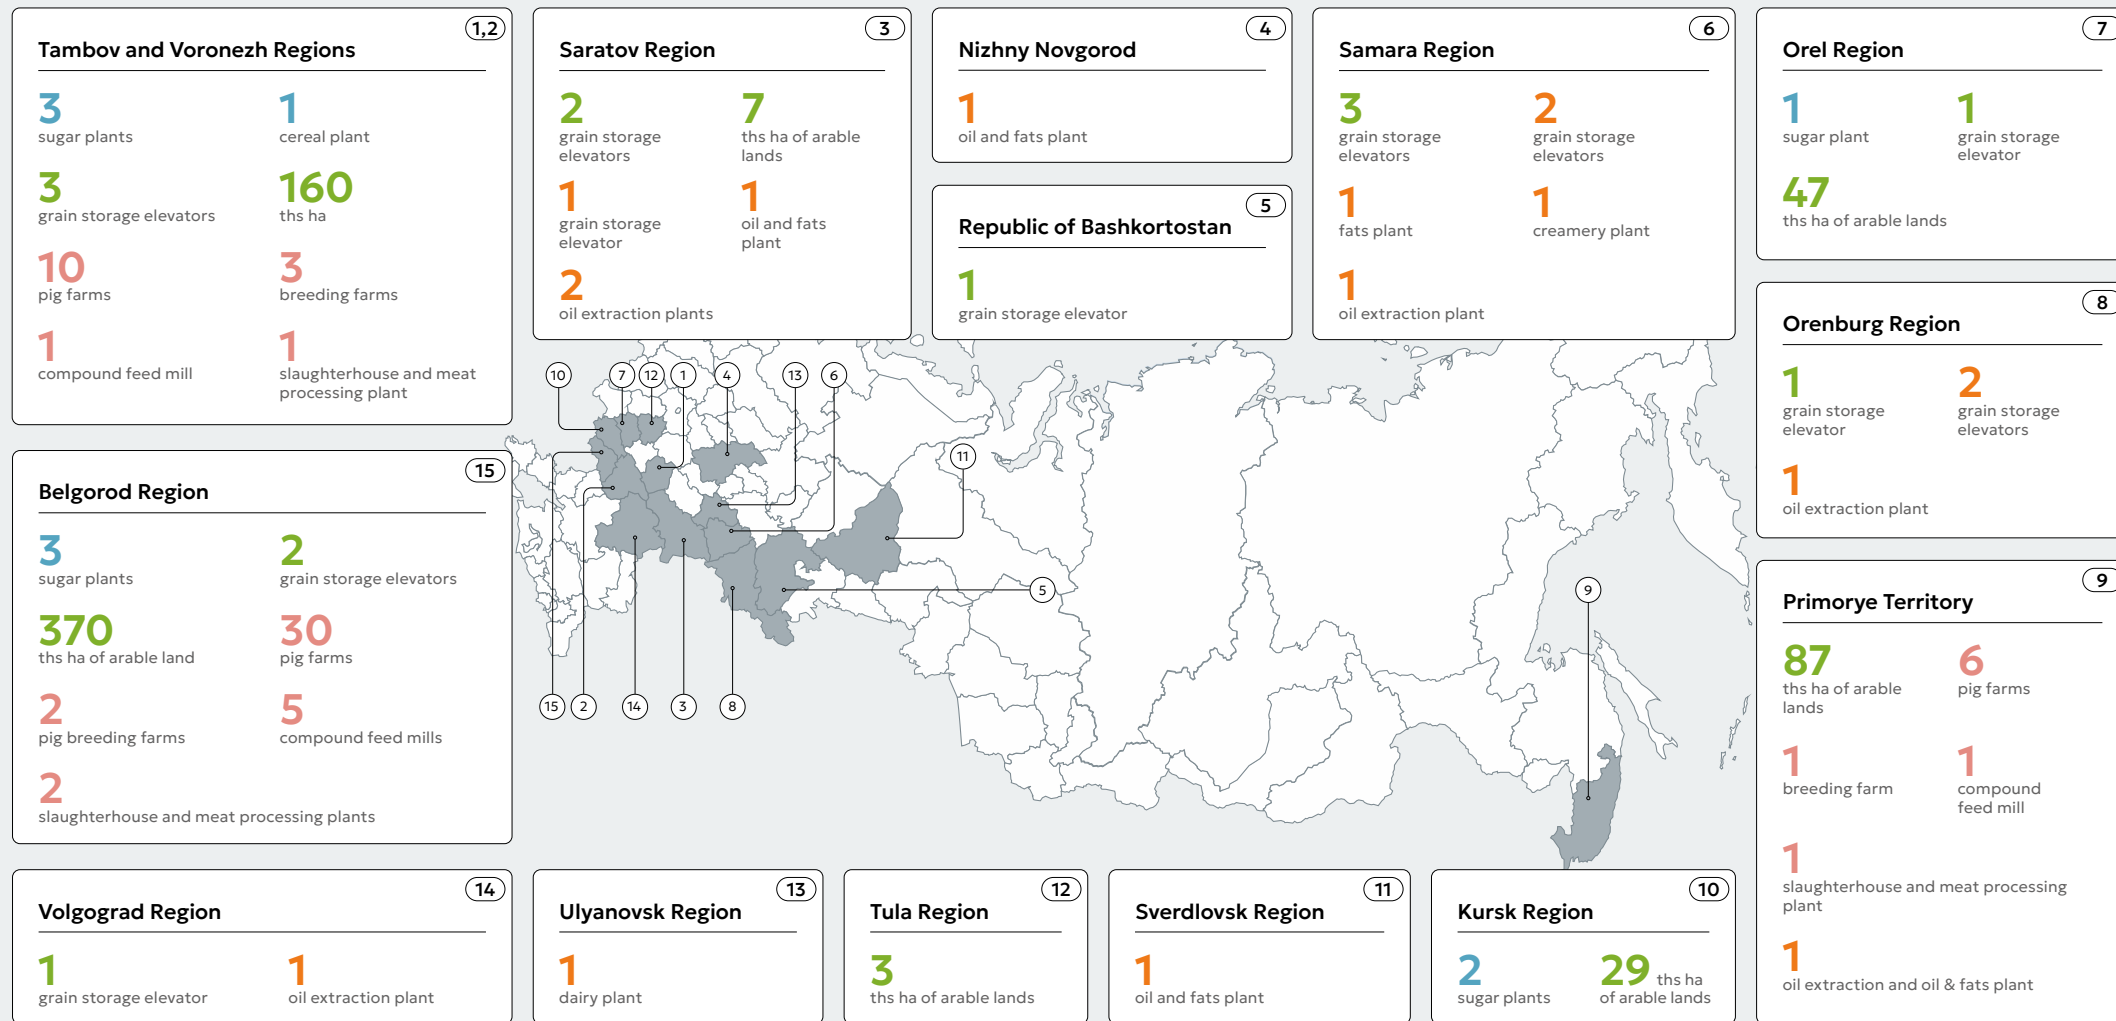 1,2
Tambov and Voronezh Regions
3
sugar plants
1
cereal plant
3
grain storage elevators
160
ths ha
10
pig farms
3
breeding farms
1
compound feed mill
1
slaughterhouse and meat
processing plant
3
Saratov Region
2
grain storage
elevators
7
ths ha of arable
lands
1
grain storage
elevator
1
oil and fats
plant
2
oil extraction plants
4
Nizhny Novgorod
1
oil and fats plant
5
Republic of Bashkortostan
1
grain storage elevator
6
Samara Region
3
grain storage
elevators
2
grain storage
elevators
1
fats plant
1
creamery plant
1
oil extraction plant
7
Orel Region
1
sugar plant
1
grain storage
elevator
47
ths ha of arable lands
8
Orenburg Region
1
grain storage
elevator
2
grain storage
elevators
1
oil extraction plant
9
Primorye Territory
87
ths ha of arable
lands
6
pig farms
1
breeding farm
1
compound
feed mill
1
slaughterhouse and meat processing
plant
1
oil extraction and oil & fats plant
10 7 12 1 4 13 6
11
5
9
15 2 14 3 8
15
Belgorod Region
3
sugar plants
2
grain storage elevators
370
ths ha of arable land
30
pig farms
2
pig breeding farms
5
compound feed mills
2
slaughterhouse and meat processing plants
14
Volgograd Region
1
grain storage elevator
1
oil extraction plant
13
Ulyanovsk Region
1
dairy plant
12
Tula Region
3
ths ha of arable lands
11
Sverdlovsk Region
1
oil and fats plant
10
Kursk Region
2
sugar plants
29 ths ha
of arable lands